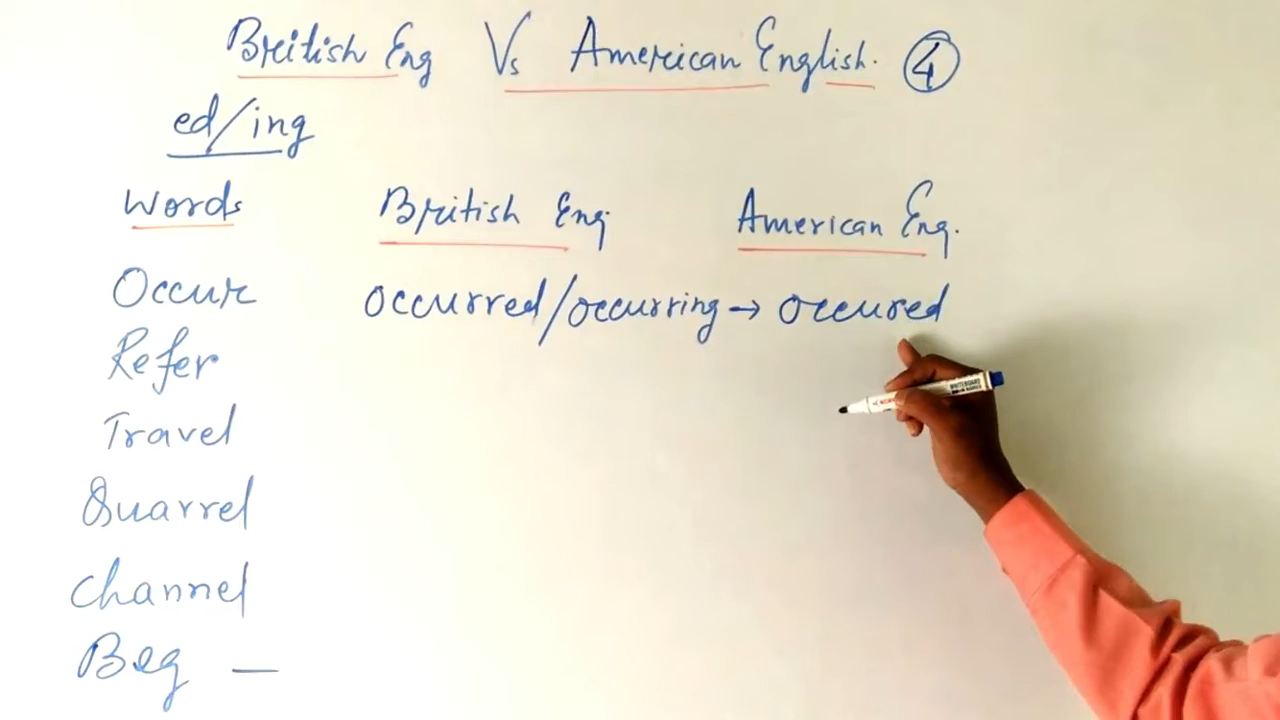 British Eng Vs American English. 4
ed/ing
Words British Eng American Eng.
Occur occurred/occurring → occured
Refer
Travel
Quarrel
Channel
Beg —
WHITEBOARD